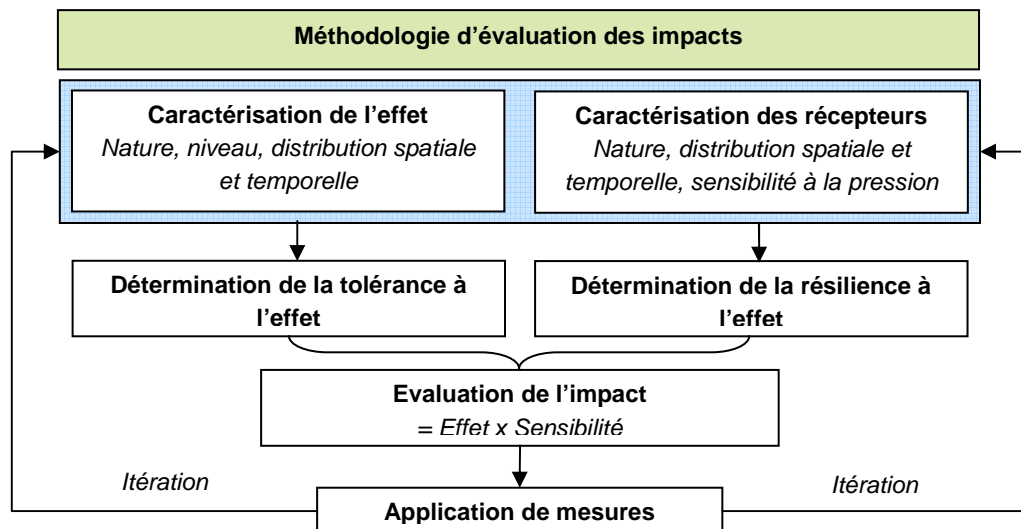 Méthodologie d'évaluation des impacts
Caractérisation de l'effet
Nature, niveau, distribution spatiale
et temporelle
Caractérisation des récepteurs
Nature, distribution spatiale et
temporelle, sensibilité à la pression
Détermination de la tolérance à
l'effet
Détermination de la résilience à
l'effet
Evaluation de l'impact
= Effet x Sensibilité
Itération
Itération
Application de mesures